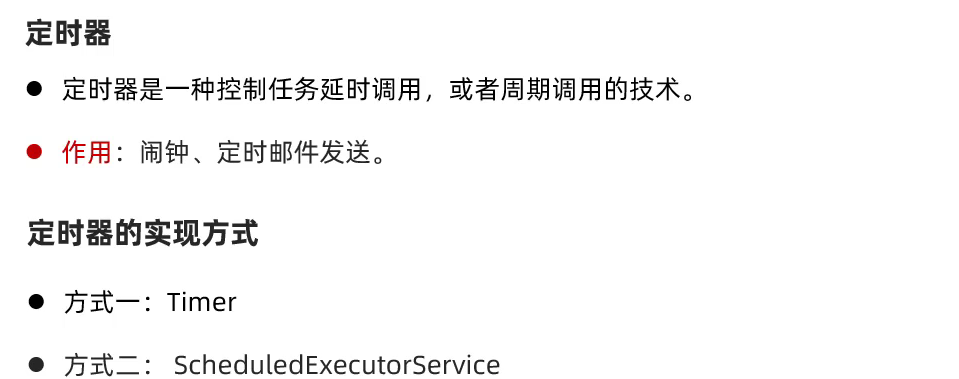 定时器
● 定时器是一种控制任务延时调用，或者周期调用的技术。
● 作用：闹钟、定时邮件发送。
定时器的实现方式
● 方式一：Timer
● 方式二： ScheduledExecutorService